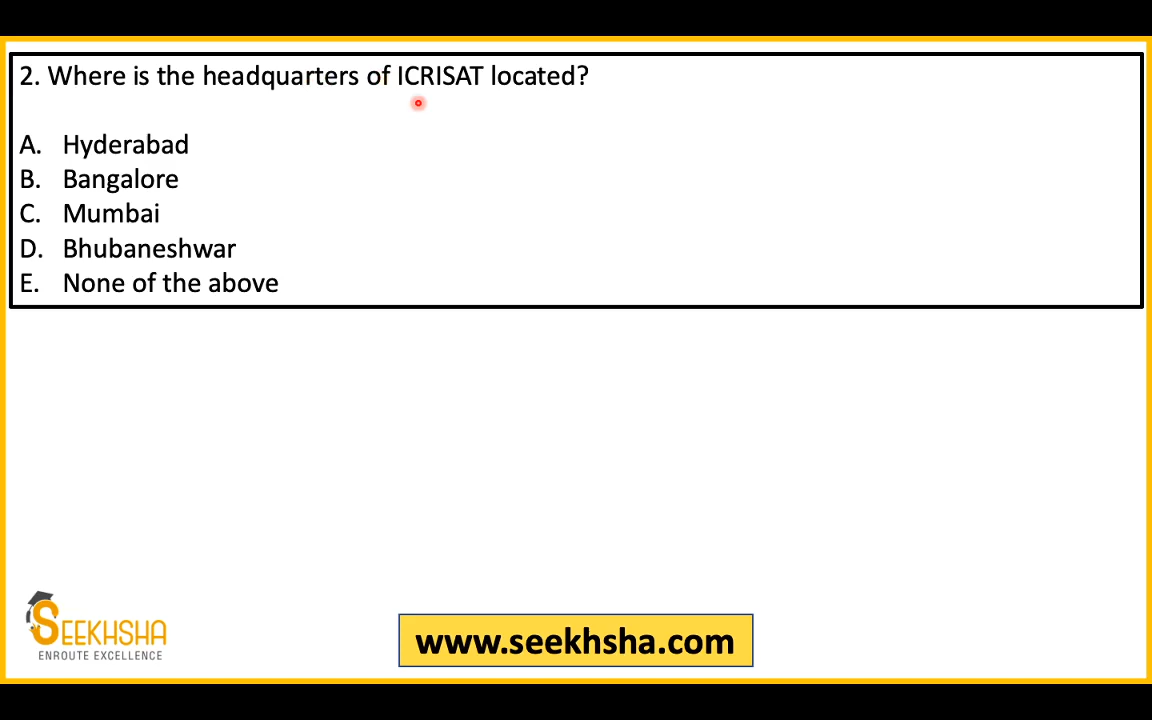 2. Where is the headquarters of ICRISAT located?
A. Hyderabad
B. Bangalore
C. Mumbai
D. Bhubaneshwar
E. None of the above
SEEKHSHA
ENROUTE EXCELLENCE
www.seekhsha.com